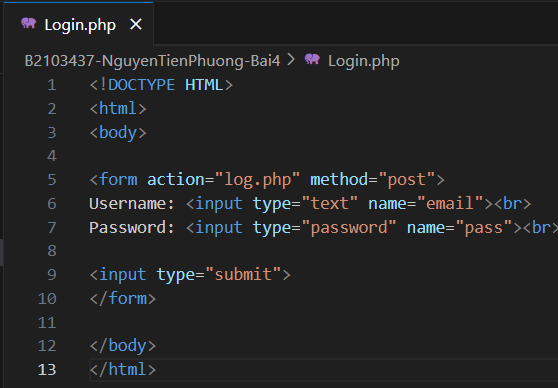 Login.php
B2103437-NguyenTienPhuong-Bai4 > Login.php
1 <!DOCTYPE HTML>
2 <html>
3 <body>
4
5 <form action="log.php" method="post">
6 Username: <input type="text" name="email"><br>
7 Password: <input type="password" name="pass"><br>
8
9 <input type="submit">
10 </form>
11
12 </body>
13 </html>